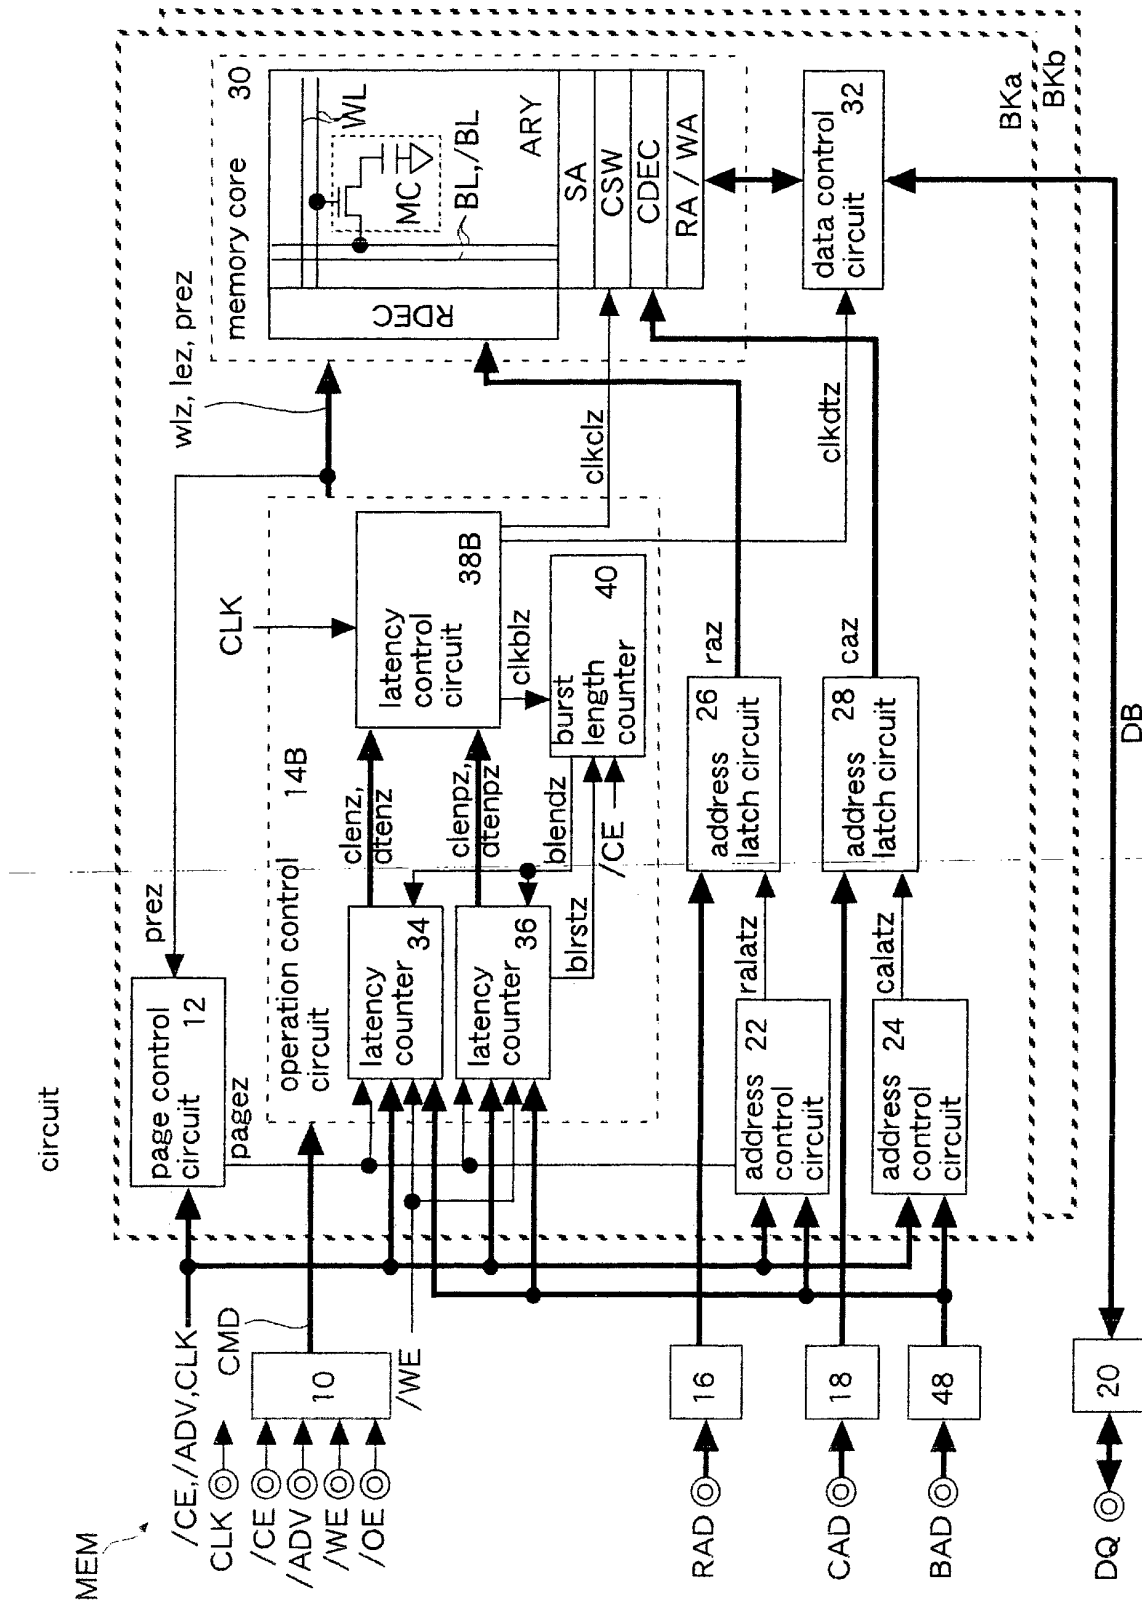 MEM
/CE,/ADV,CLK
CLK
/CE
/ADV
/WE
/OE
10
CMD
/WE
circuit
page control
circuit 12
pagez
prez
wlz, lez, prez
operation control
circuit
14B
latency
counter 34
latency
counter 36
clenz,
dtenz
clenpz,
dtenpz
blendz
blrstz
/CE
CLK
latency
control
circuit 38B
clkblz
burst
length
counter
40
clkclz
clkdtz
memory core 30
RDEC
WL
MC
BL,/BL
ARY
SA
CSW
CDEC
RA / WA
data control
circuit 32
RAD
16
CAD
18
BAD
48
address 22
control
circuit
ralatz
address 24
control
circuit
calatz
address 26
latch circuit
raz
address 28
latch circuit
caz
BKa
BKb
DQ
20
DB